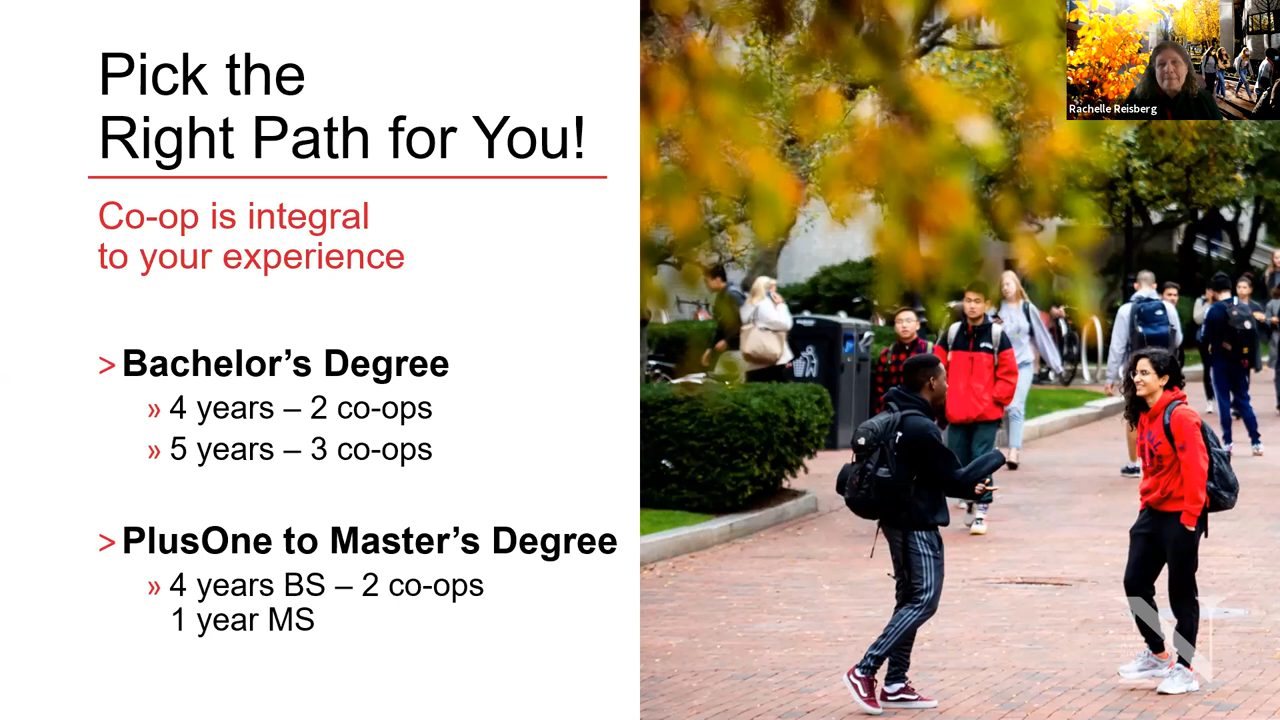 Pick the
Right Path for You!
Co-op is integral
to your experience
> Bachelor's Degree
» 4 years – 2 co-ops
» 5 years – 3 co-ops
> PlusOne to Master's Degree
» 4 years BS – 2 co-ops
1 year MS
Rachelle Reisberg
N